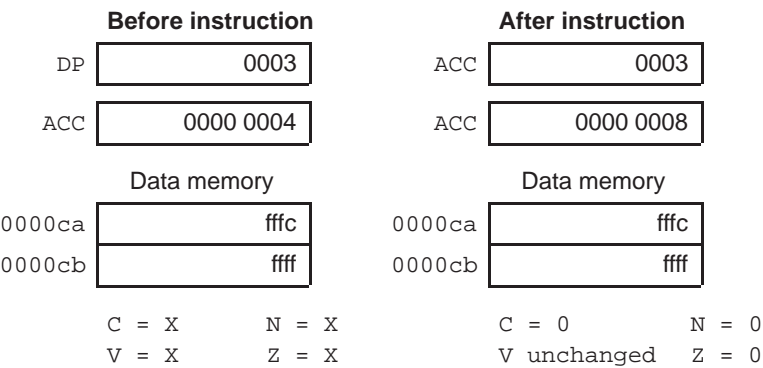 Before instruction After instruction
DP 0003 ACC 0003
ACC 0000 0004 ACC 0000 0008
Data memory Data memory
0000ca fffc 0000ca fffc
0000cb ffff 0000cb ffff
C = X N = X C = 0 N = 0
V = X Z = X V unchanged Z = 0